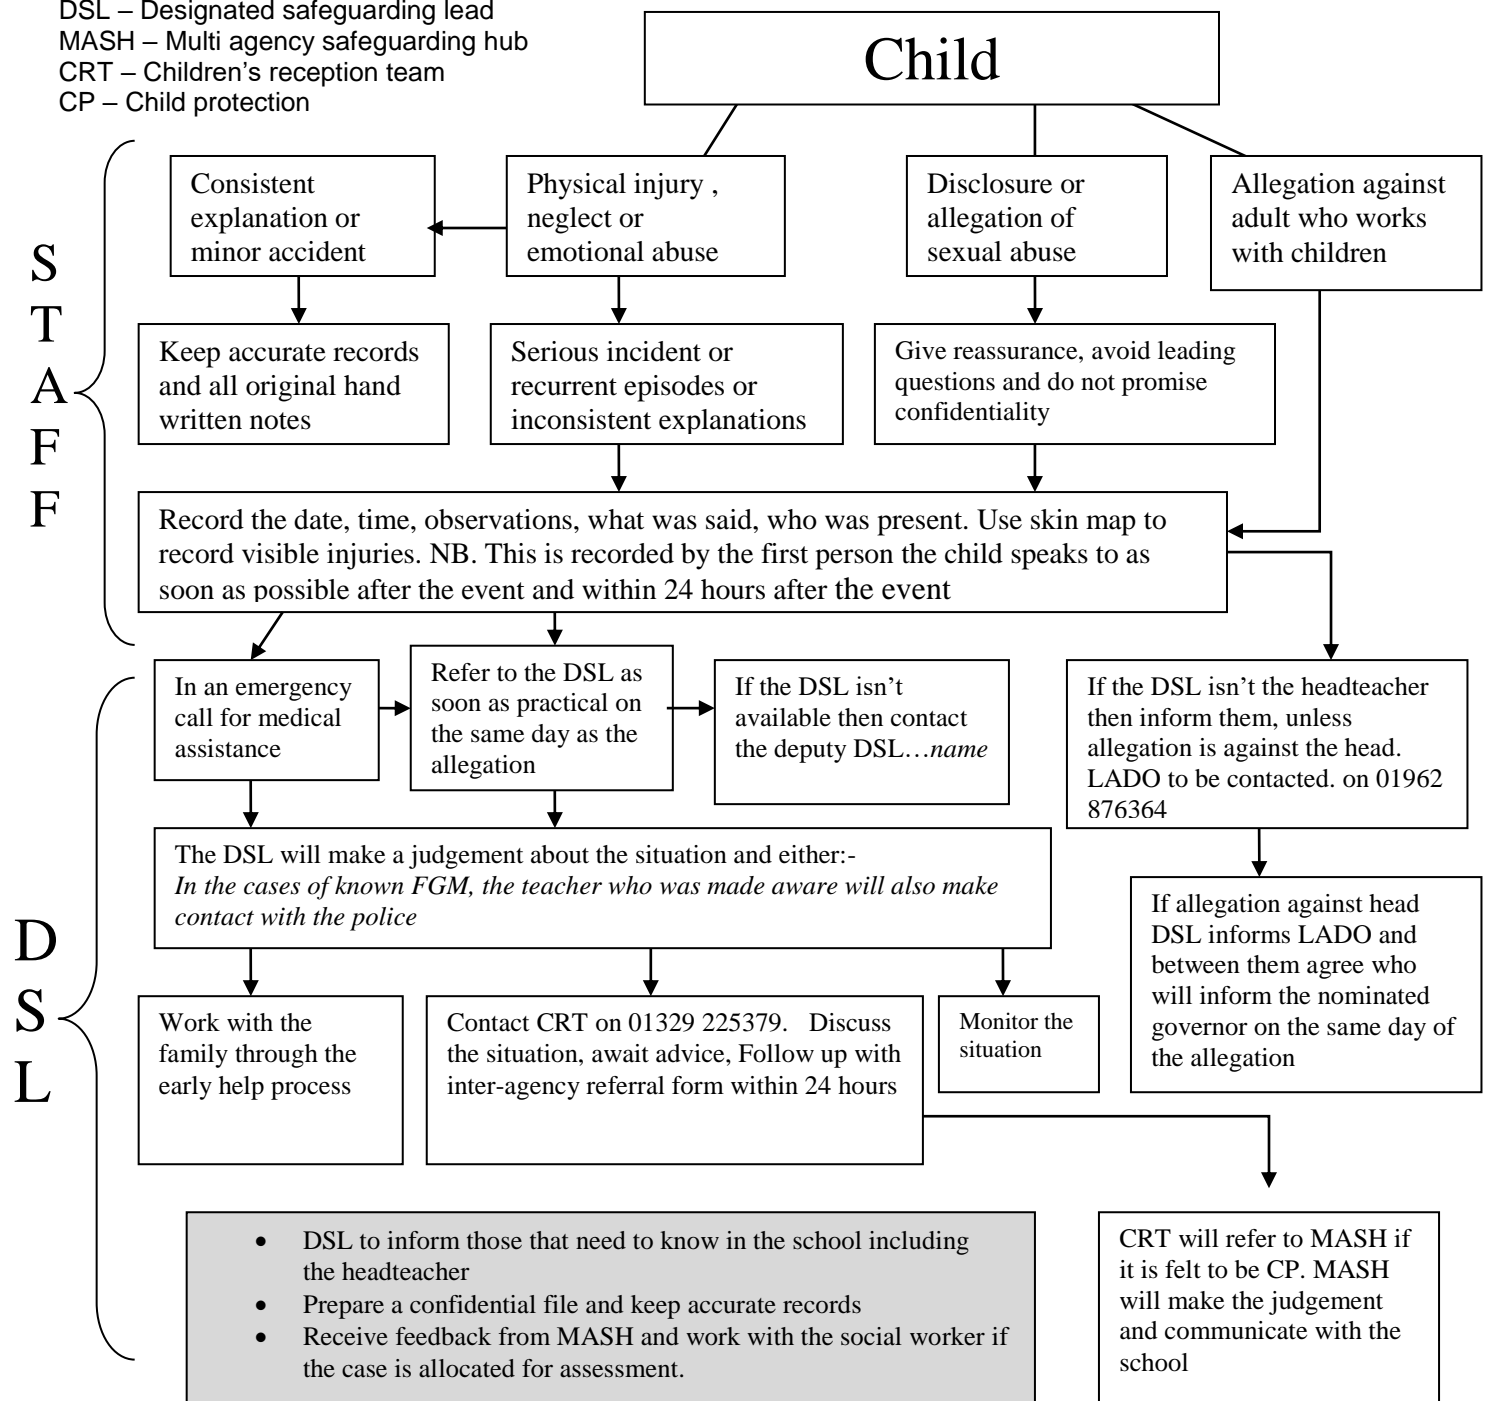 DSL – Designated safeguarding lead
MASH – Multi agency safeguarding hub
CRT – Children's reception team
CP – Child protection
Child
S
T
A
F
F
Consistent
explanation or
minor accident
Physical injury ,
neglect or
emotional abuse
Disclosure or
allegation of
sexual abuse
Allegation against
adult who works
with children
Keep accurate records
and all original hand
written notes
Serious incident or
recurrent episodes or
inconsistent explanations
Give reassurance, avoid leading
questions and do not promise
confidentiality
Record the date, time, observations, what was said, who was present. Use skin map to
record visible injuries. NB. This is recorded by the first person the child speaks to as
soon as possible after the event and within 24 hours after the event
D
S
L
In an emergency
call for medical
assistance
Refer to the DSL as
soon as practical on
the same day as the
allegation
If the DSL isn't
available then contact
the deputy DSL…name
If the DSL isn't the headteacher
then inform them, unless
allegation is against the head.
LADO to be contacted. on 01962
876364
The DSL will make a judgement about the situation and either:-
In the cases of known FGM, the teacher who was made aware will also make
contact with the police
If allegation against head
DSL informs LADO and
between them agree who
will inform the nominated
governor on the same day of
the allegation
Work with the
family through the
early help process
Contact CRT on 01329 225379. Discuss
the situation, await advice, Follow up with
inter-agency referral form within 24 hours
Monitor the
situation
• DSL to inform those that need to know in the school including
the headteacher
• Prepare a confidential file and keep accurate records
• Receive feedback from MASH and work with the social worker if
the case is allocated for assessment.
CRT will refer to MASH if
it is felt to be CP. MASH
will make the judgement
and communicate with the
school